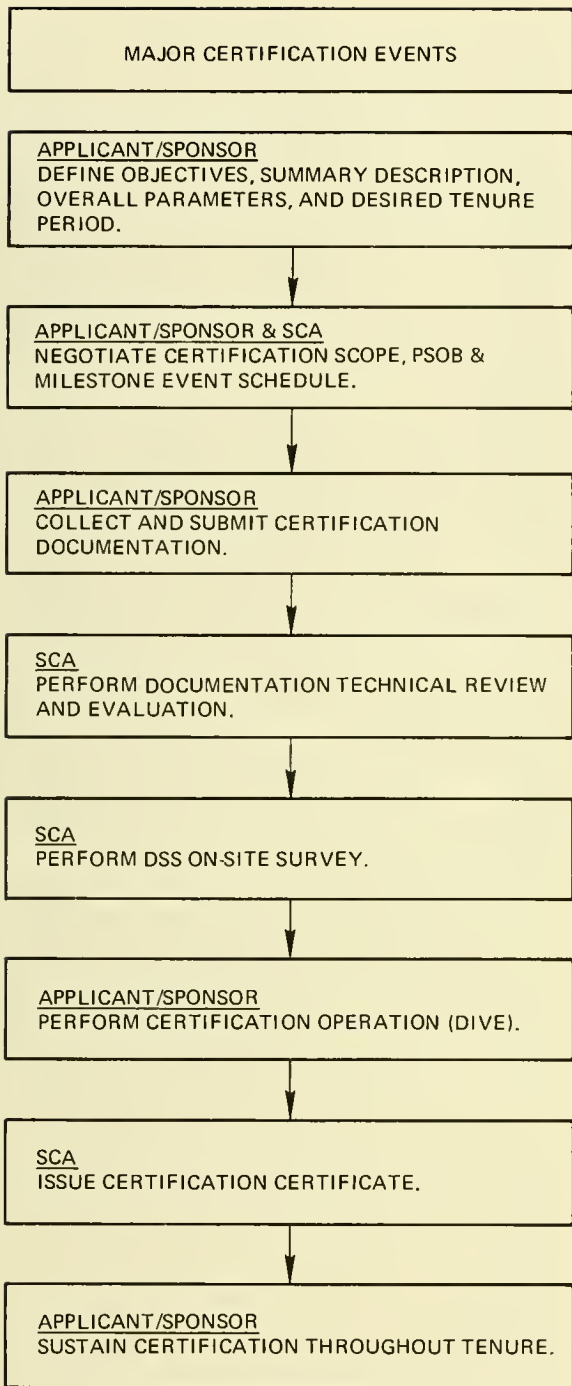 MAJOR CERTIFICATION EVENTS
APPLICANT/SPONSOR
DEFINE OBJECTIVES, SUMMARY DESCRIPTION,
OVERALL PARAMETERS, AND DESIRED TENURE
PERIOD.
APPLICANT/SPONSOR & SCA
NEGOTIATE CERTIFICATION SCOPE, PSOB &
MILESTONE EVENT SCHEDULE.
APPLICANT/SPONSOR
COLLECT AND SUBMIT CERTIFICATION
DOCUMENTATION.
SCA
PERFORM DOCUMENTATION TECHNICAL REVIEW
AND EVALUATION.
SCA
PERFORM DSS ON-SITE SURVEY.
APPLICANT/SPONSOR
PERFORM CERTIFICATION OPERATION (DIVE).
SCA
ISSUE CERTIFICATION CERTIFICATE.
APPLICANT/SPONSOR
SUSTAIN CERTIFICATION THROUGHOUT TENURE.